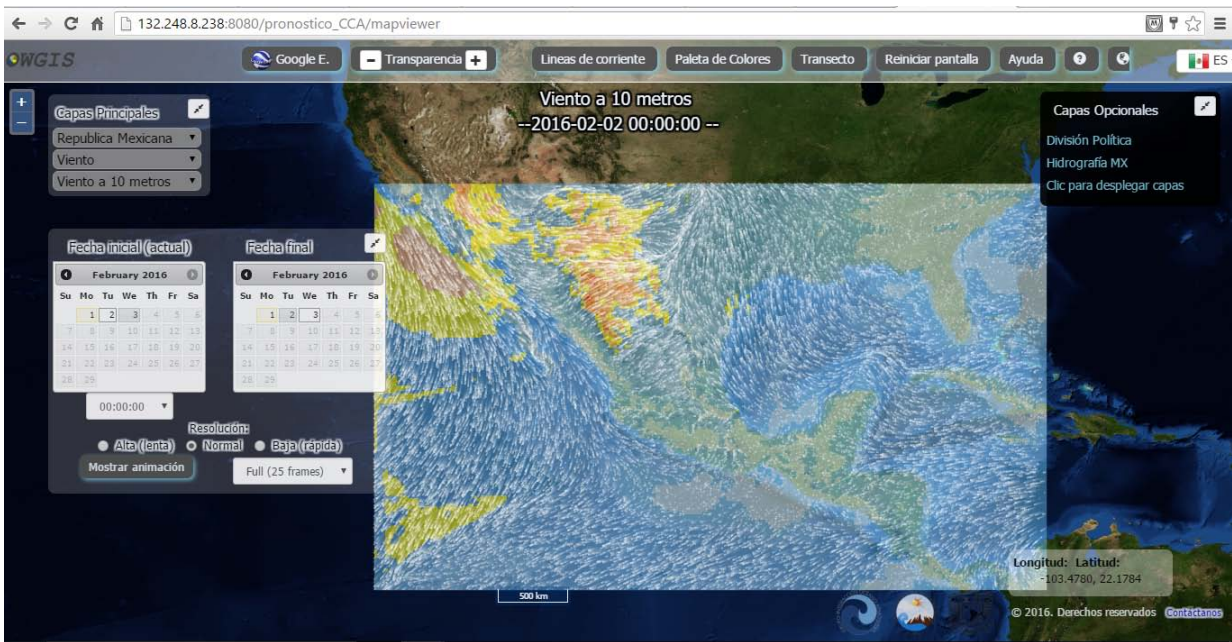 132.248.8.238:8080/pronostico_CCA/mapviewer
OWGIS
Google E.
- Transparencia +
Lineas de corriente
Paleta de Colores
Transecto
Reiniciar pantalla
Ayuda
?
ES
+
-
Capas Principales
Republica Mexicana
Viento
Viento a 10 metros
Viento a 10 metros
--2016-02-02 00:00:00 --
Capas Opcionales
División Política
Hidrografía MX
Clic para desplegar capas
Fecha inicial (actual)
Fecha final
February 2016
Su Mo Tu We Th Fr Sa
1 2 3 4 5 6
7 8 9 10 11 12 13
14 15 16 17 18 19 20
21 22 23 24 25 26 27
28 29
February 2016
Su Mo Tu We Th Fr Sa
1 2 3 4 5 6
7 8 9 10 11 12 13
14 15 16 17 18 19 20
21 22 23 24 25 26 27
28 29
00:00:00
Resolución:
Alta (lenta) Normal Baja (rápida)
Mostrar animación
Full (25 frames)
500 km
Longitud: Latitud:
-103.4780, 22.1784
© 2016. Derechos reservados Contáctanos